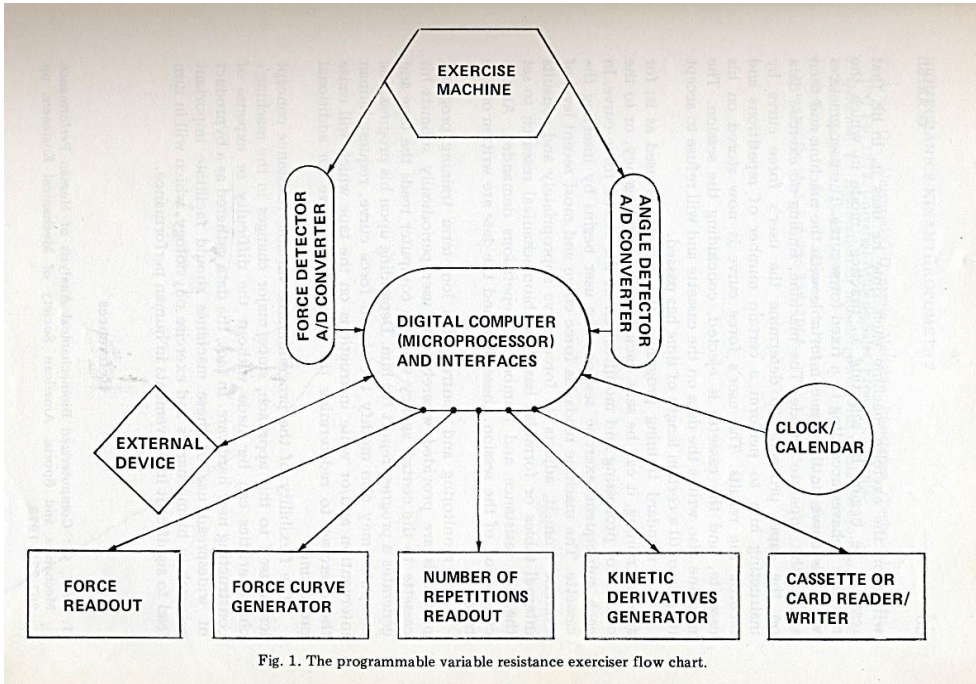 EXERCISE
MACHINE
FORCE DETECTOR
A/D CONVERTER
ANGLE DETECTOR
A/D CONVERTER
DIGITAL COMPUTER
(MICROPROCESSOR)
AND INTERFACES
EXTERNAL
DEVICE
CLOCK/
CALENDAR
FORCE
READOUT
FORCE CURVE
GENERATOR
NUMBER OF
REPETITIONS
READOUT
KINETIC
DERIVATIVES
GENERATOR
CASSETTE OR
CARD READER/
WRITER
Fig. 1. The programmable variable resistance exerciser flow chart.